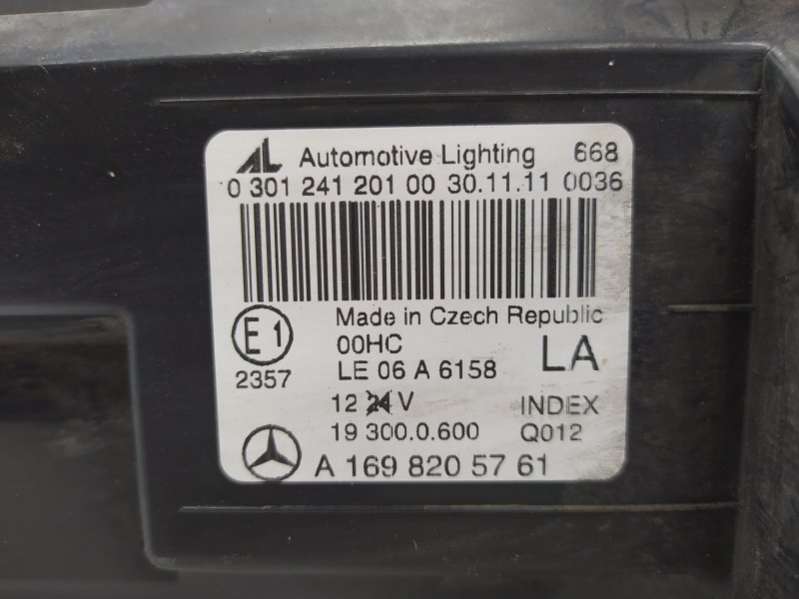 AL Automotive Lighting 668
0 301 241 201 00 30.11.11 0036
Made in Czech Republic
E1 00HC LA
2357 LE 06 A 6158
12 24 V INDEX
19 300.0.600 Q012
A 169 820 57 61